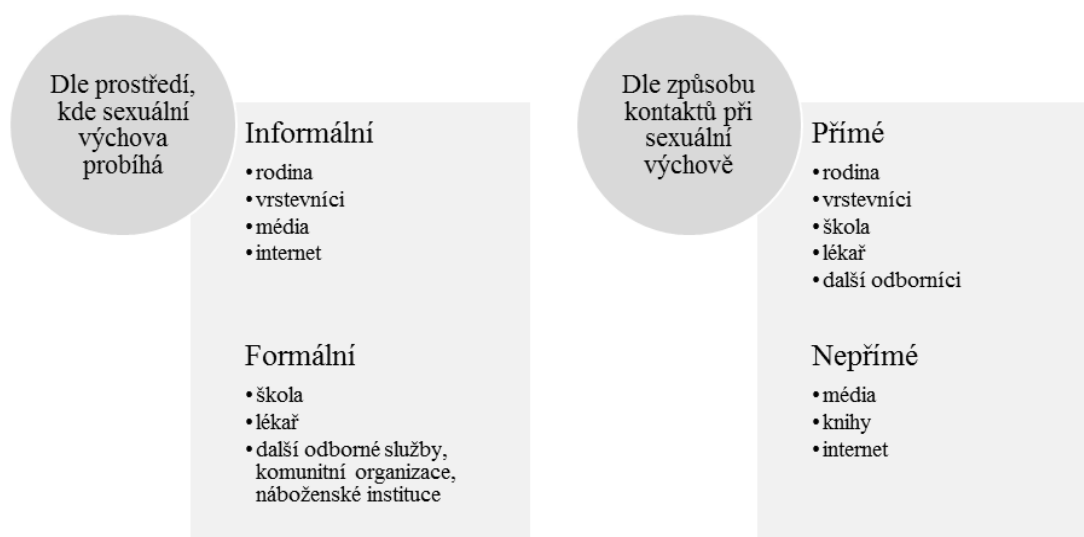 Dle prostředí,
kde sexuální
výchova
probíhá
Informální
•rodina
•vrstevníci
•média
•internet
Formální
•škola
•lékař
•další odborné služby,
komunitní organizace,
náboženské instituce
Dle způsobu
kontaktů při
sexuální
výchově
Přímé
•rodina
•vrstevníci
•škola
•lékař
•další odborníci
Nepřímé
•média
•knihy
•internet